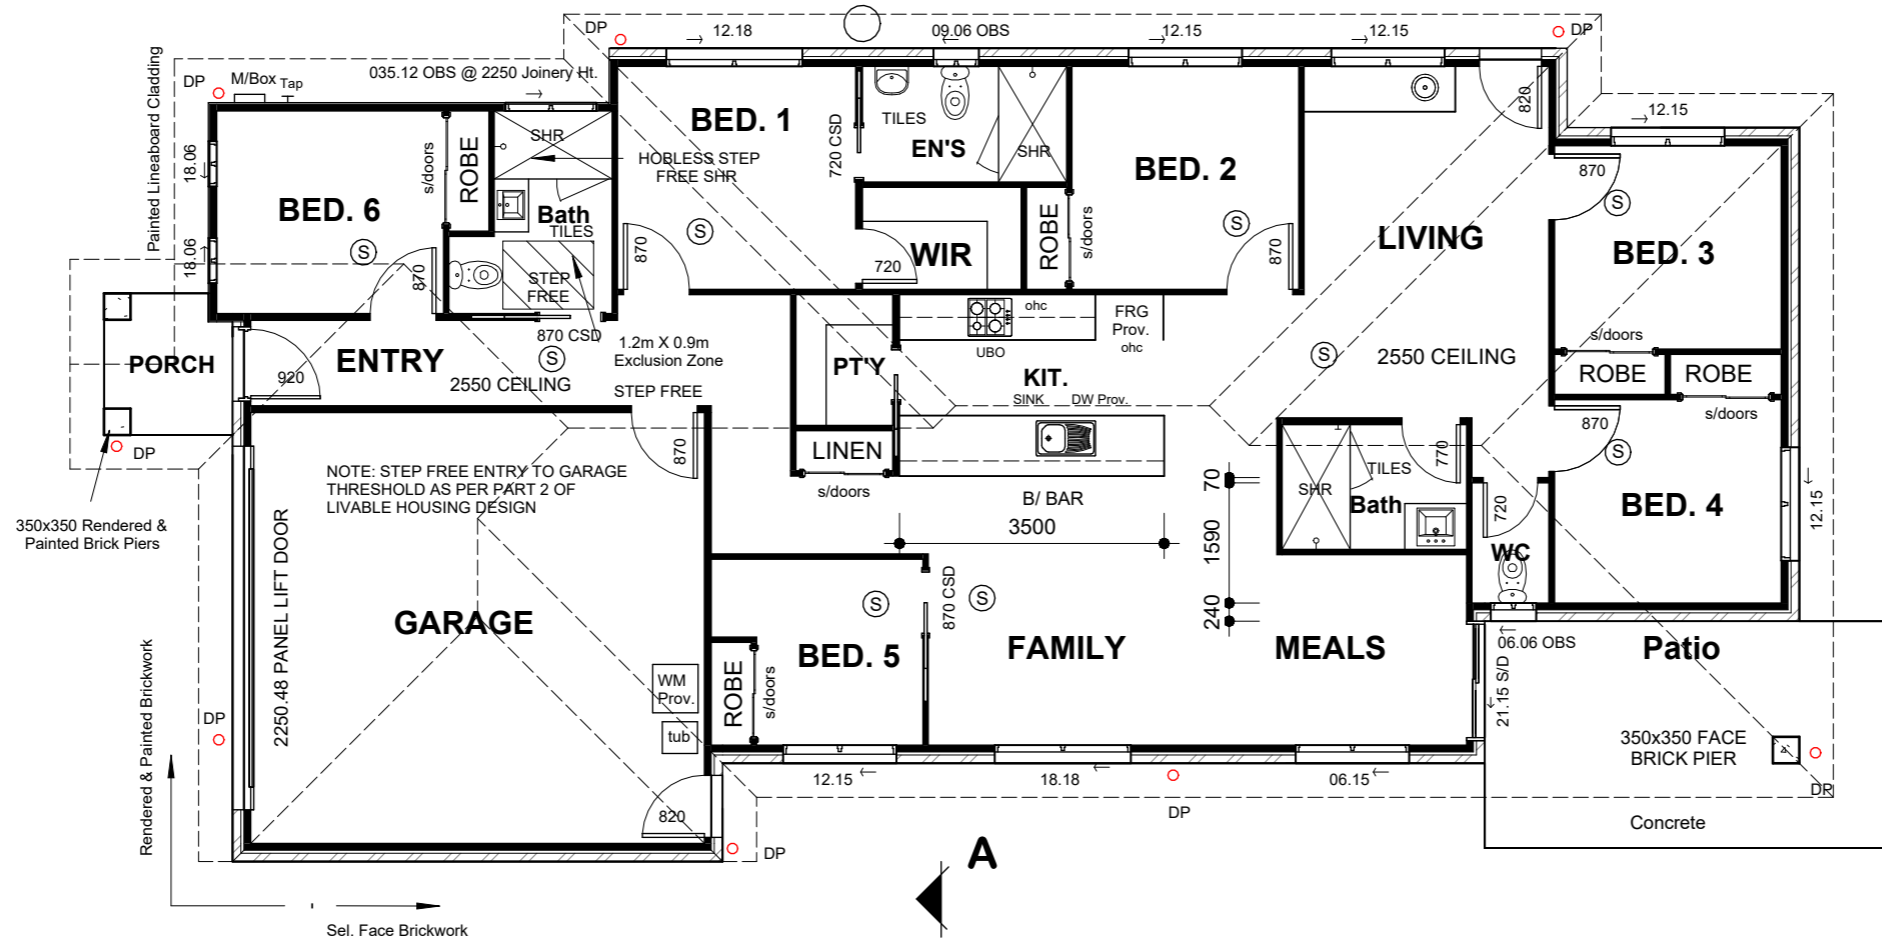 DP
12.18
09.06 OBS
12.15
12.15
DP
Painted Lineaboard Cladding
DP
M/Box
Tap
035.12 OBS @ 2250 Joinery Ht.
12.15
820
SHR
ROBE
s/doors
18.06
18.06
BED. 6
HOBLESS STEP
FREE SHR
Bath
TILES
STEP
FREE
870
870 CSD
BED. 1
720 CSD
TILES
EN'S
SHR
BED. 2
ROBE
s/doors
WIR
720
870
870
LIVING
870
BED. 3
s/doors
ROBE
ROBE
s/doors
S
S
S
S
S
S
S
S
S
PORCH
920
ENTRY
2550 CEILING
1.2m X 0.9m
Exclusion Zone
STEP FREE
PT'Y
ohc
UBO
FRG
Prov.
ohc
KIT.
SINK
DW Prov.
2550 CEILING
LINEN
s/doors
B/ BAR
3500
70
1590
240
SHR
TILES
Bath
770
720
WC
870
BED. 4
12.15
DP
350x350 Rendered &
Painted Brick Piers
NOTE: STEP FREE ENTRY TO GARAGE
THRESHOLD AS PER PART 2 OF
LIVABLE HOUSING DESIGN
870
2250.48 PANEL LIFT DOOR
GARAGE
WM
Prov.
tub
820
BED. 5
ROBE
s/doors
870 CSD
FAMILY
MEALS
06.06 OBS
21.15 S/D
Patio
350x350 FACE
BRICK PIER
DP
Concrete
DP
Rendered & Painted Brickwork
12.15
18.18
06.15
DP
DP
A
Sel. Face Brickwork